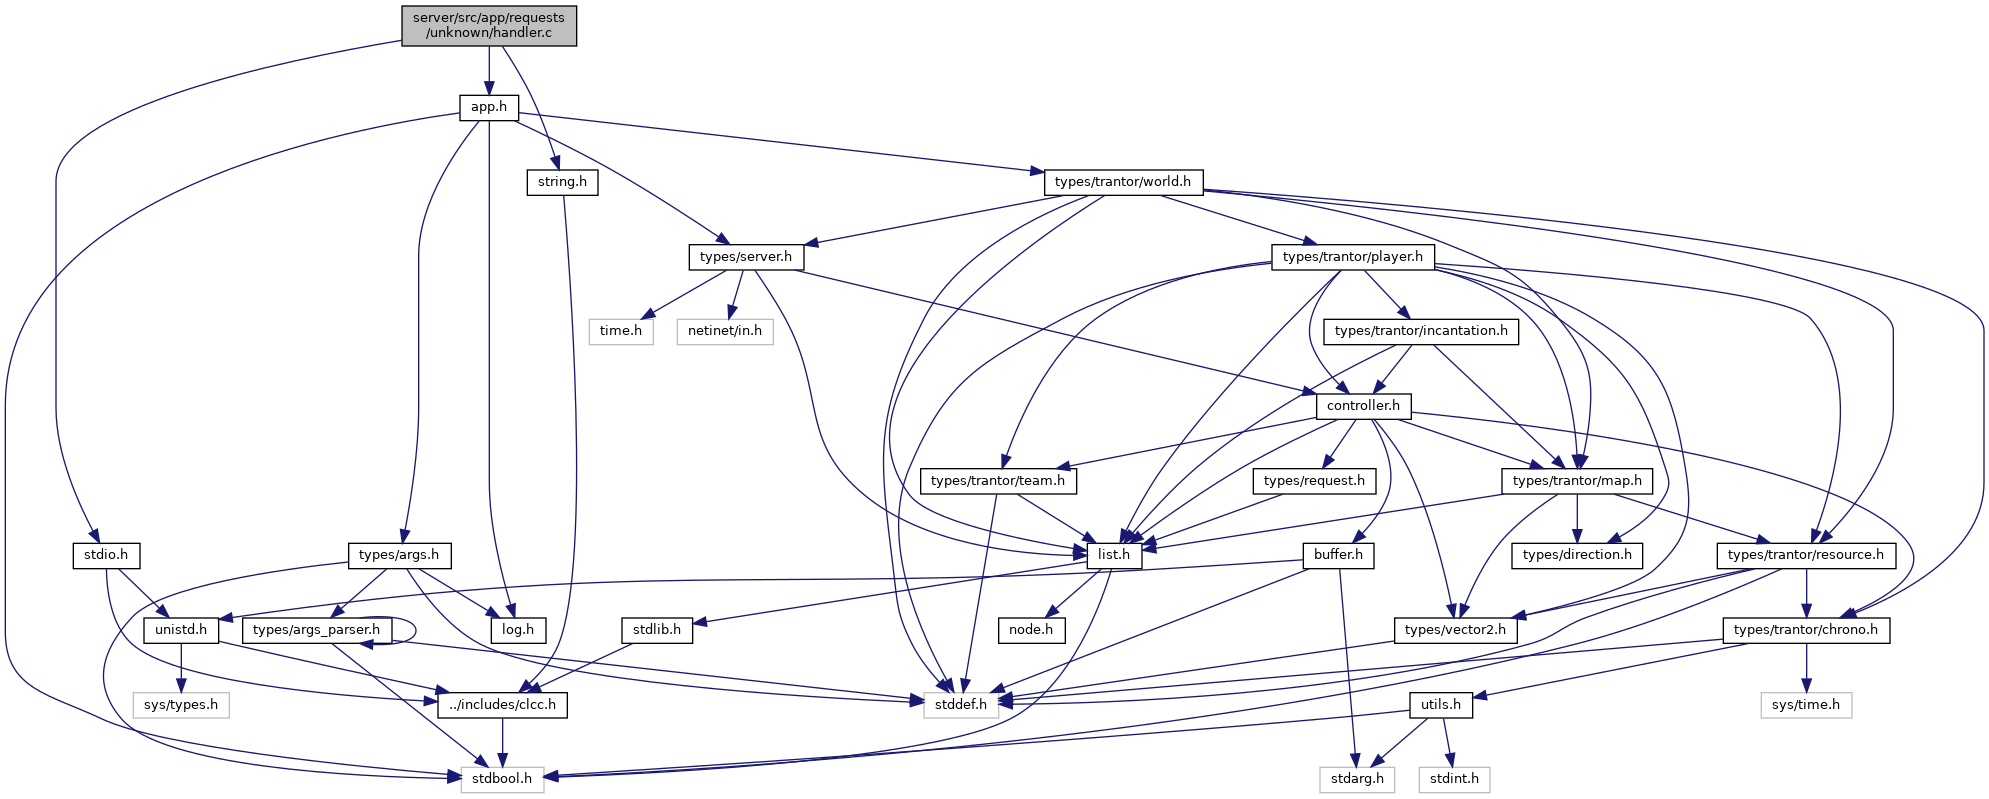 server/src/app/requests
/unknown/handler.c
app.h
string.h
types/trantor/world.h
types/server.h
types/trantor/player.h
time.h
netinet/in.h
types/trantor/incantation.h
controller.h
types/trantor/team.h
types/request.h
types/trantor/map.h
stdio.h
types/args.h
list.h
buffer.h
types/direction.h
types/trantor/resource.h
unistd.h
types/args_parser.h
log.h
stdlib.h
node.h
types/vector2.h
types/trantor/chrono.h
sys/types.h
../includes/clcc.h
stddef.h
utils.h
sys/time.h
stdbool.h
stdarg.h
stdint.h